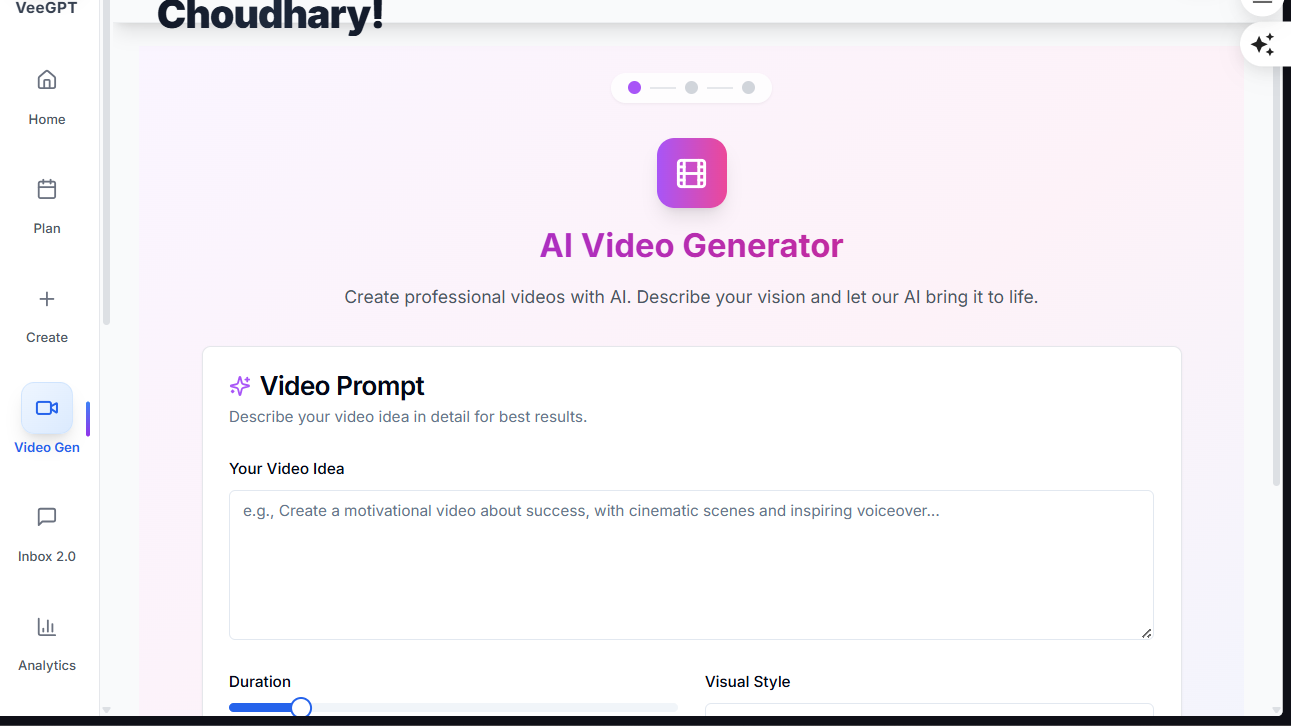 VeeGPT
Choudhary!
Home
Plan
Create
Video Gen
Inbox 2.0
Analytics
AI Video Generator
Create professional videos with AI. Describe your vision and let our AI bring it to life.
Video Prompt
Describe your video idea in detail for best results.
Your Video Idea
e.g., Create a motivational video about success, with cinematic scenes and inspiring voiceover...
Duration
Visual Style